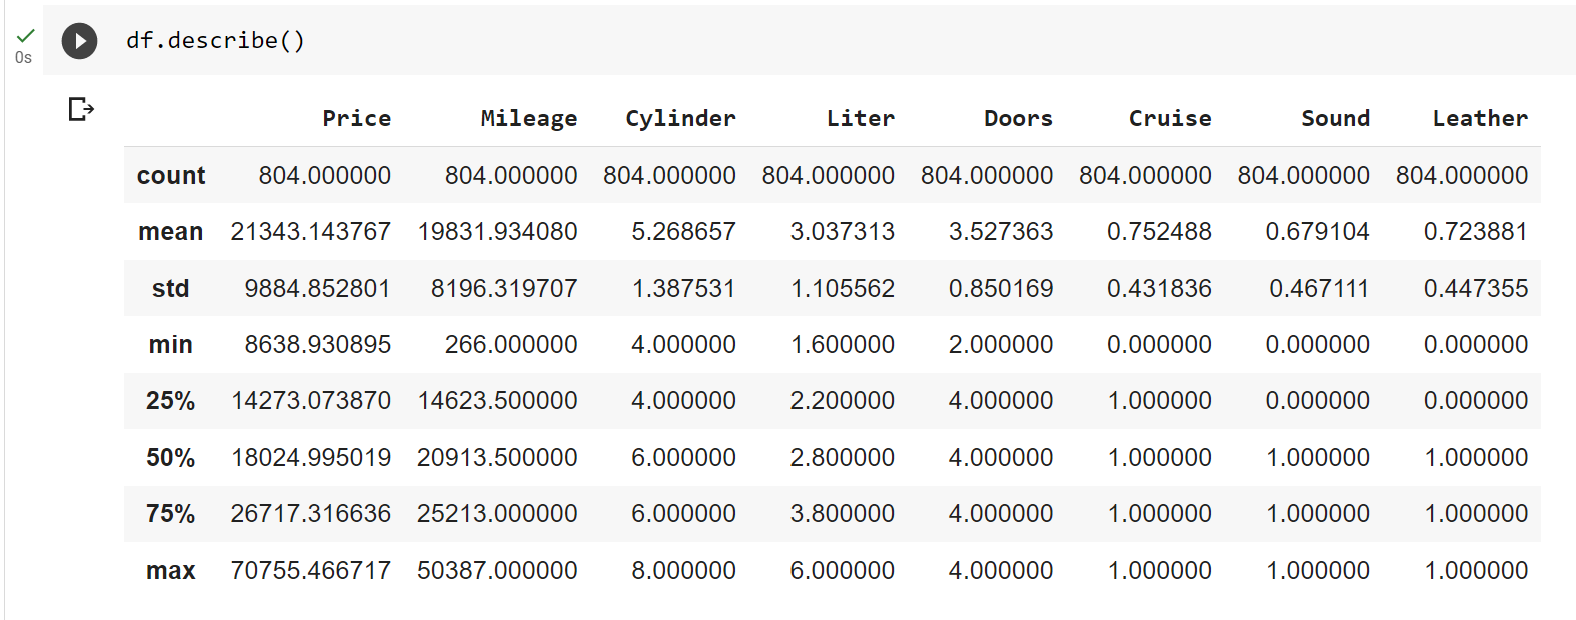 df.describe()
0s
Price Mileage Cylinder Liter Doors Cruise Sound Leather
count 804.000000 804.000000 804.000000 804.000000 804.000000 804.000000 804.000000 804.000000
mean 21343.143767 19831.934080 5.268657 3.037313 3.527363 0.752488 0.679104 0.723881
std 9884.852801 8196.319707 1.387531 1.105562 0.850169 0.431836 0.467111 0.447355
min 8638.930895 266.000000 4.000000 1.600000 2.000000 0.000000 0.000000 0.000000
25% 14273.073870 14623.500000 4.000000 2.200000 4.000000 1.000000 0.000000 0.000000
50% 18024.995019 20913.500000 6.000000 2.800000 4.000000 1.000000 1.000000 1.000000
75% 26717.316636 25213.000000 6.000000 3.800000 4.000000 1.000000 1.000000 1.000000
max 70755.466717 50387.000000 8.000000 6.000000 4.000000 1.000000 1.000000 1.000000